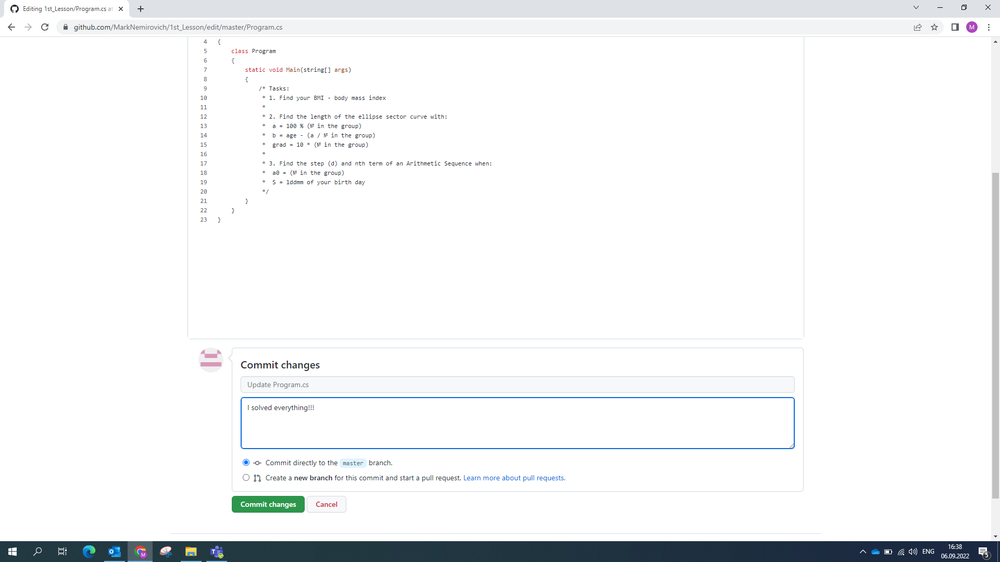 Editing 1st_Lesson/Program.cs at
github.com/MarkNemirovich/1st_Lesson/edit/master/Program.cs
M
4 {
5 class Program
6 {
7 static void Main(string[] args)
8 {
9 /* Tasks:
10 * 1. Find your BMI - body mass index
11 *
12 * 2. Find the length of the ellipse sector curve with:
13 * a = 100 % (№ in the group)
14 * b = age - (a / № in the group)
15 * grad = 10 * (№ in the group)
16 *
17 * 3. Find the step (d) and nth term of an Arithmetic Sequence when:
18 * a0 = (№ in the group)
19 * S = 1ddmm of your birth day
20 */
21 }
22 }
23 }
Commit changes
Update Program.cs
I solved everything!!!
Commit directly to the master branch.
Create a new branch for this commit and start a pull request. Learn more about pull requests.
Commit changes Cancel
M
ENG
16:38
06.09.2022
5